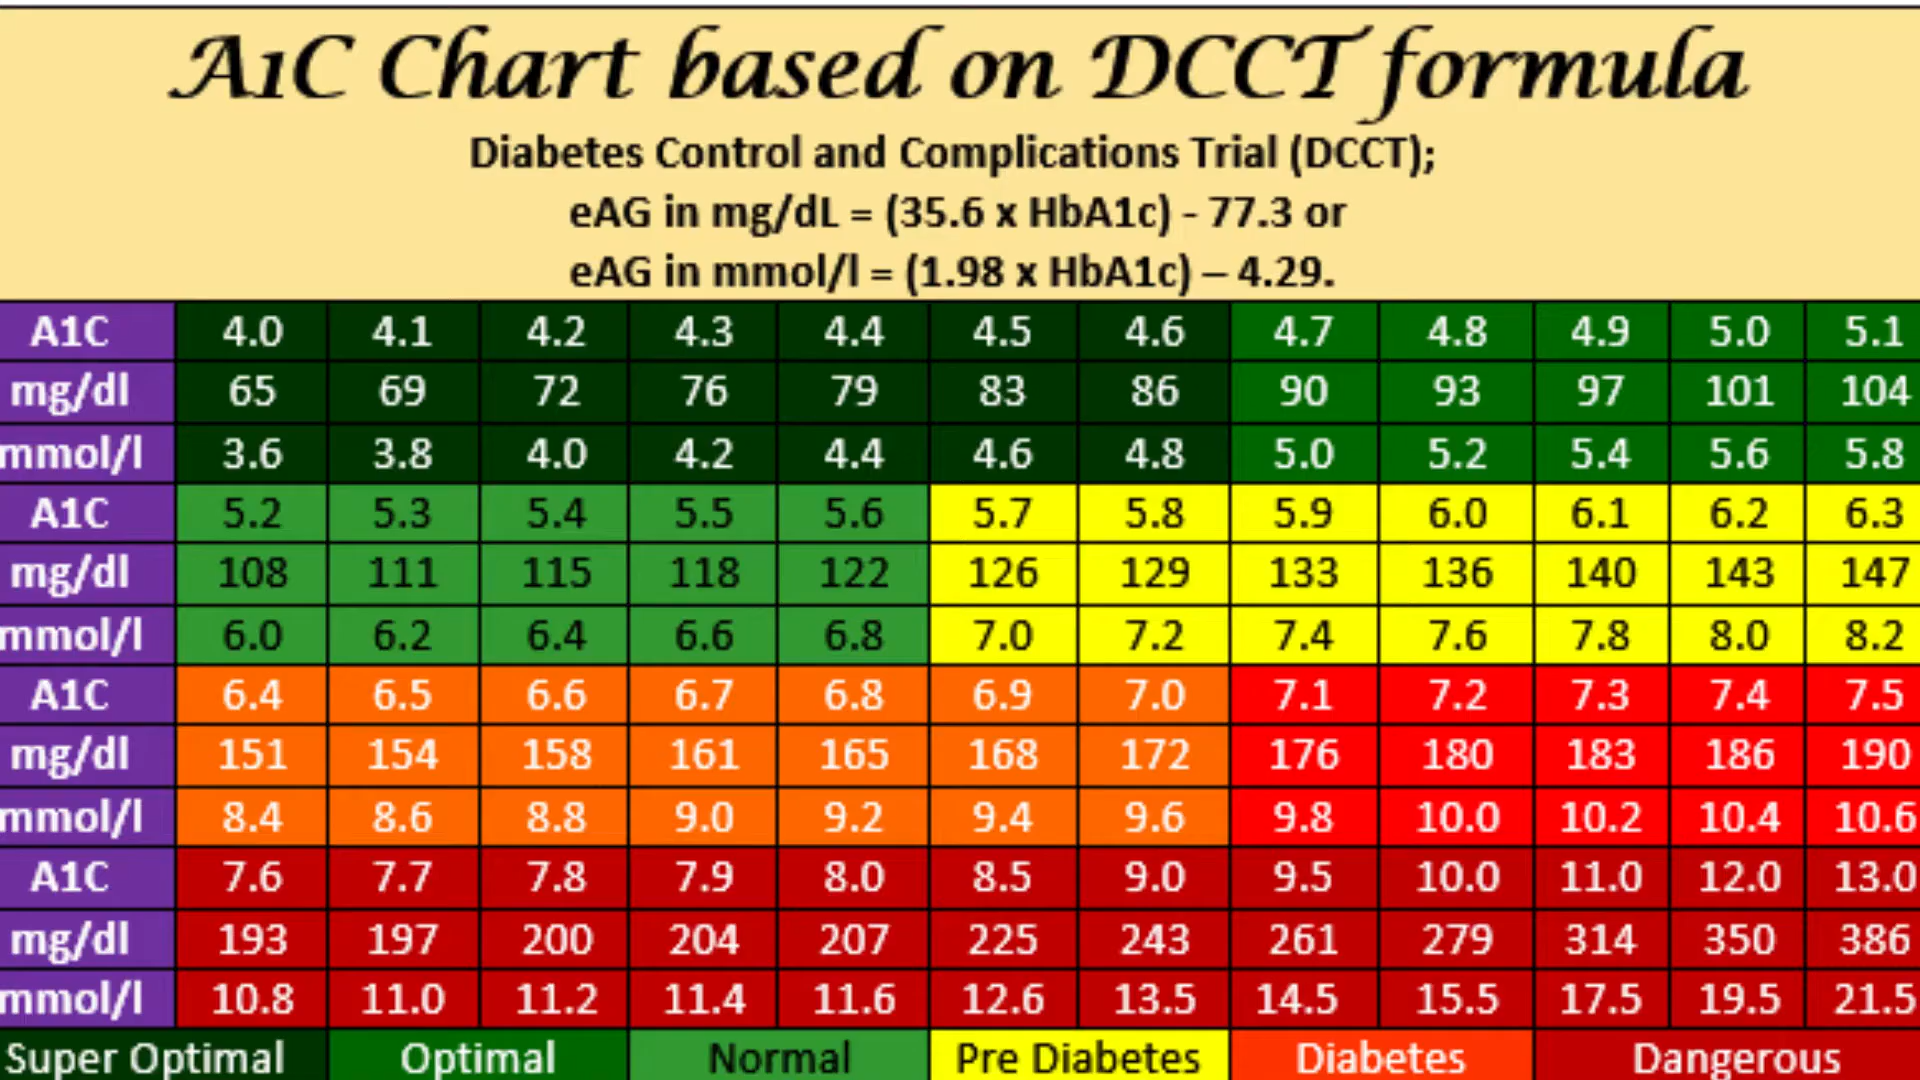 A1C Chart based on DCCT formula
Diabetes Control and Complications Trial (DCCT);
eAG in mg/dL = (35.6 x HbA1c) - 77.3 or
eAG in mmol/l = (1.98 x HbA1c) – 4.29.
A1C 4.0 4.1 4.2 4.3 4.4 4.5 4.6 4.7 4.8 4.9 5.0 5.1
mg/dl 65 69 72 76 79 83 86 90 93 97 101 104
mmol/l 3.6 3.8 4.0 4.2 4.4 4.6 4.8 5.0 5.2 5.4 5.6 5.8
A1C 5.2 5.3 5.4 5.5 5.6 5.7 5.8 5.9 6.0 6.1 6.2 6.3
mg/dl 108 111 115 118 122 126 129 133 136 140 143 147
mmol/l 6.0 6.2 6.4 6.6 6.8 7.0 7.2 7.4 7.6 7.8 8.0 8.2
A1C 6.4 6.5 6.6 6.7 6.8 6.9 7.0 7.1 7.2 7.3 7.4 7.5
mg/dl 151 154 158 161 165 168 172 176 180 183 186 190
mmol/l 8.4 8.6 8.8 9.0 9.2 9.4 9.6 9.8 10.0 10.2 10.4 10.6
A1C 7.6 7.7 7.8 7.9 8.0 8.5 9.0 9.5 10.0 11.0 12.0 13.0
mg/dl 193 197 200 204 207 225 243 261 279 314 350 386
mmol/l 10.8 11.0 11.2 11.4 11.6 12.6 13.5 14.5 15.5 17.5 19.5 21.5
Super Optimal Optimal Normal Pre Diabetes Diabetes Dangerous